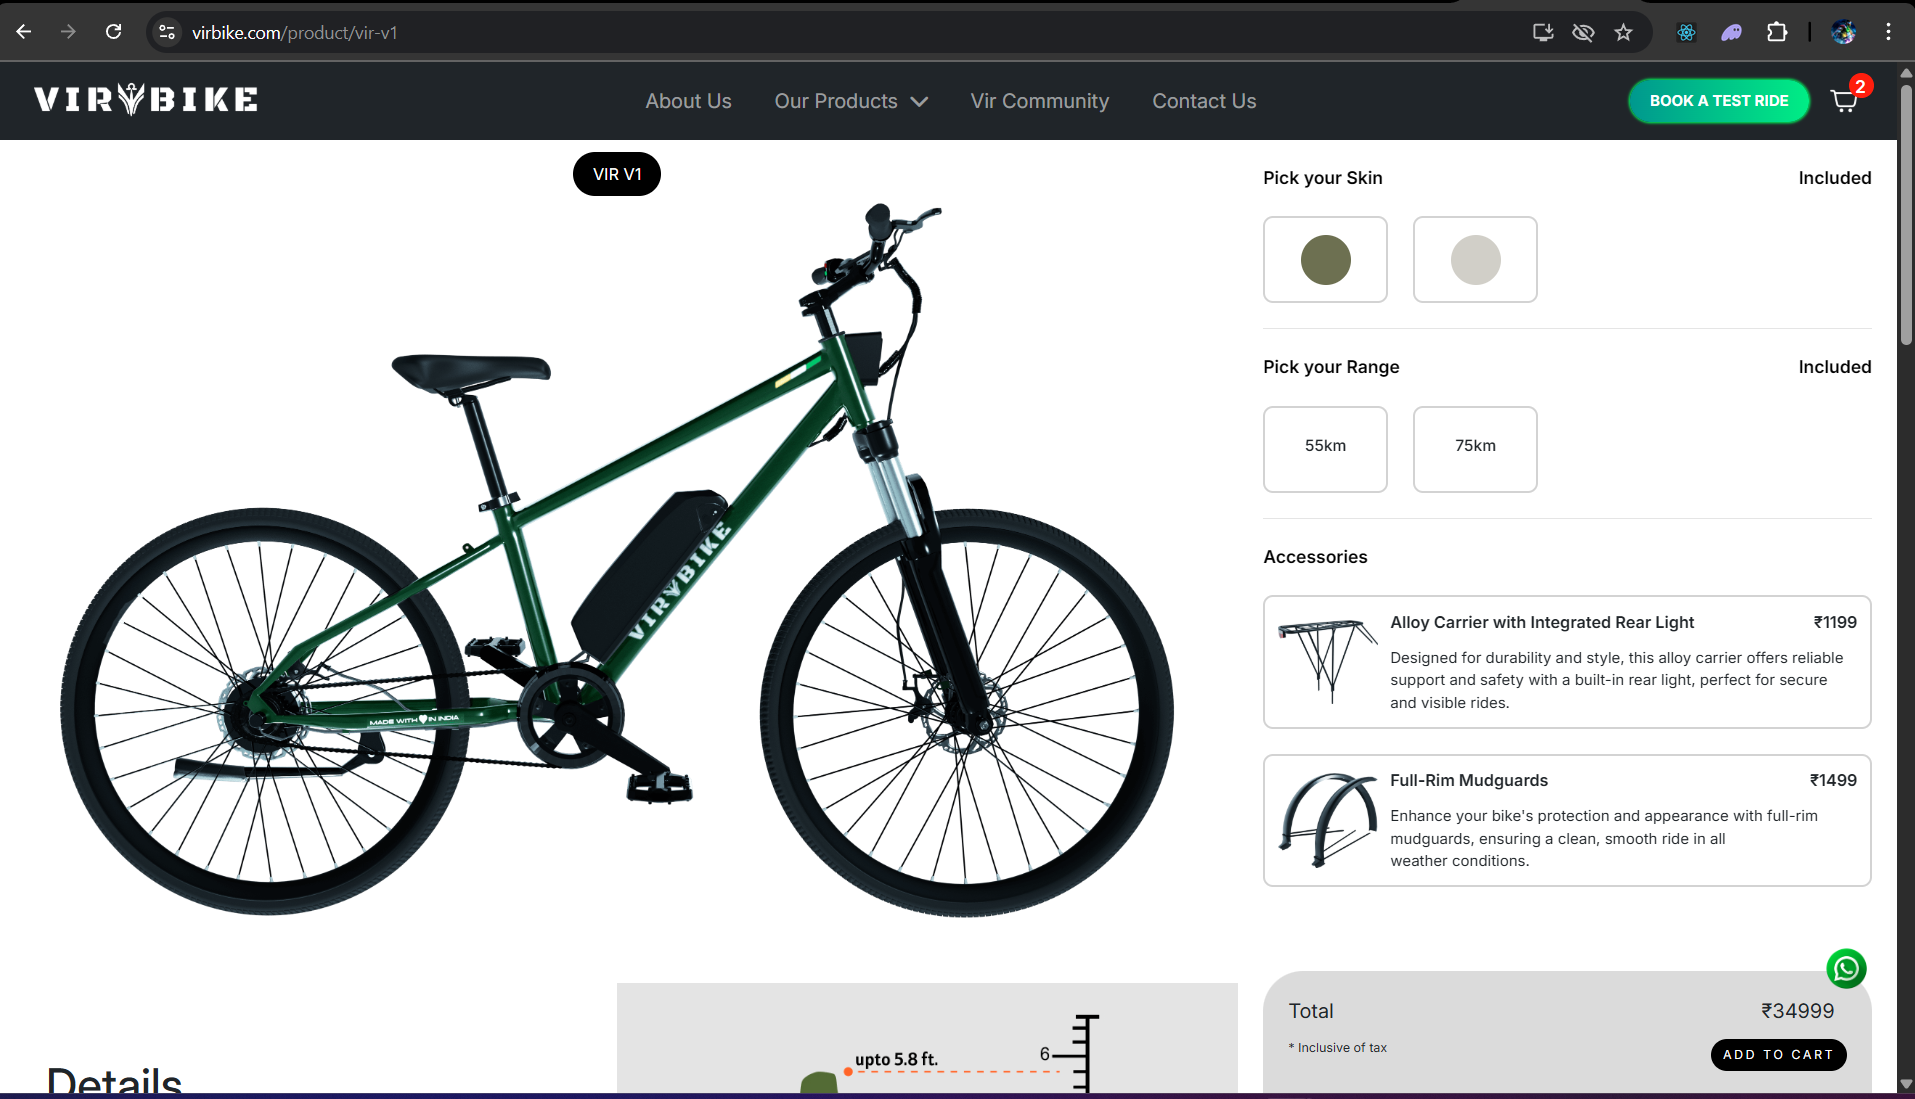 virbike.com/product/vir-v1
VIRBIKE
About Us
Our Products
Vir Community
Contact Us
BOOK A TEST RIDE
2
VIR V1
VIRBIKE
MADE WITH IN INDIA
Pick your Skin
Included
Pick your Range
Included
55km
75km
Accessories
Alloy Carrier with Integrated Rear Light
₹1199
Designed for durability and style, this alloy carrier offers reliable
support and safety with a built-in rear light, perfect for secure
and visible rides.
Full-Rim Mudguards
₹1499
Enhance your bike's protection and appearance with full-rim
mudguards, ensuring a clean, smooth ride in all
weather conditions.
Total
₹34999
* Inclusive of tax
ADD TO CART
Details
upto 5.8 ft.
6